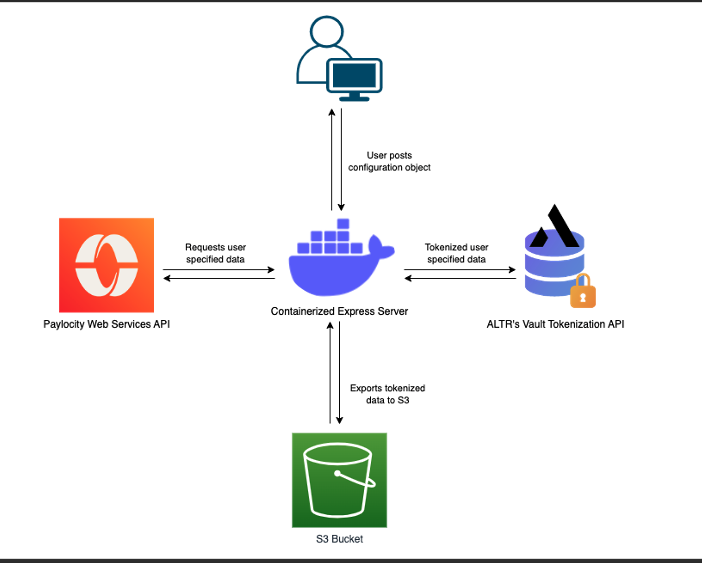 User posts
configuration object
Requests user
specified data
Tokenized user
specified data
Paylocity Web Services API
Containerized Express Server
ALTR's Vault Tokenization API
Exports tokenized
data to S3
S3 Bucket